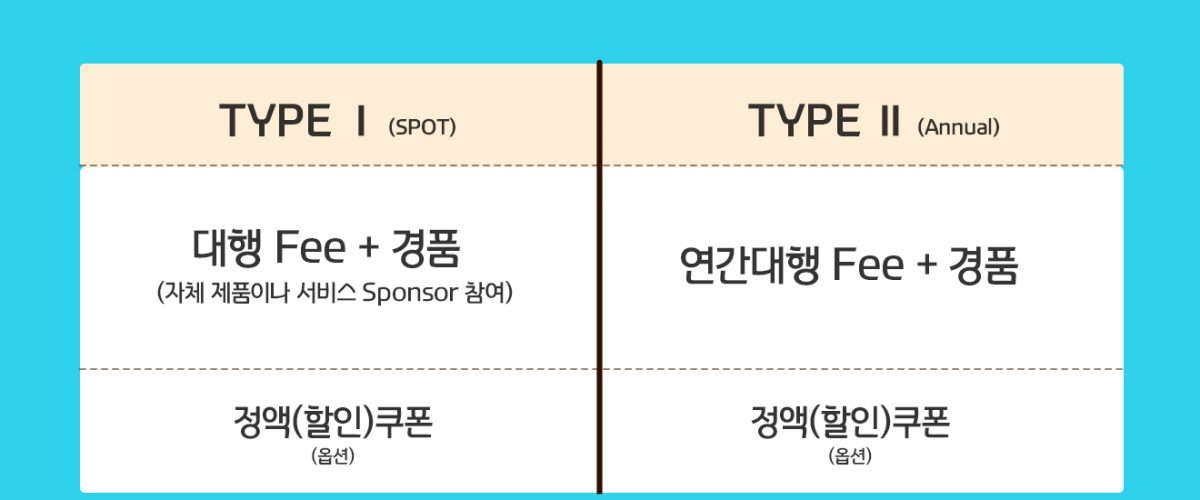 TYPE Ⅰ (SPOT)
TYPE Ⅱ (Annual)
대행 Fee + 경품
(자체 제품이나 서비스 Sponsor 참여)
연간대행 Fee + 경품
정액(할인)쿠폰
(옵션)
정액(할인)쿠폰
(옵션)